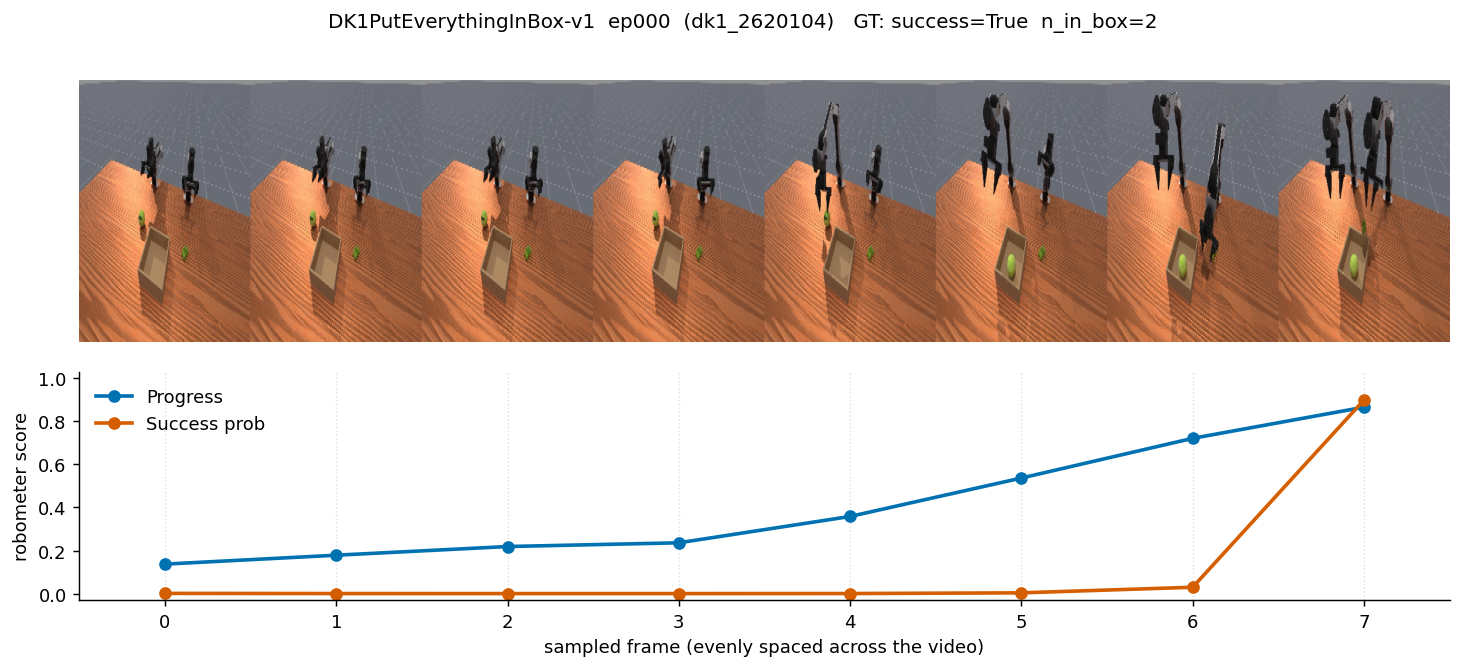 DK1PutEverythingInBox-v1  ep000  (dk1_2620104)   GT: success=True  n_in_box=2
1.0
Progress
Success prob
0.8
0.6
0.4
0.2
0.0
robometer score
0 1 2 3 4 5 6 7
sampled frame (evenly spaced across the video)